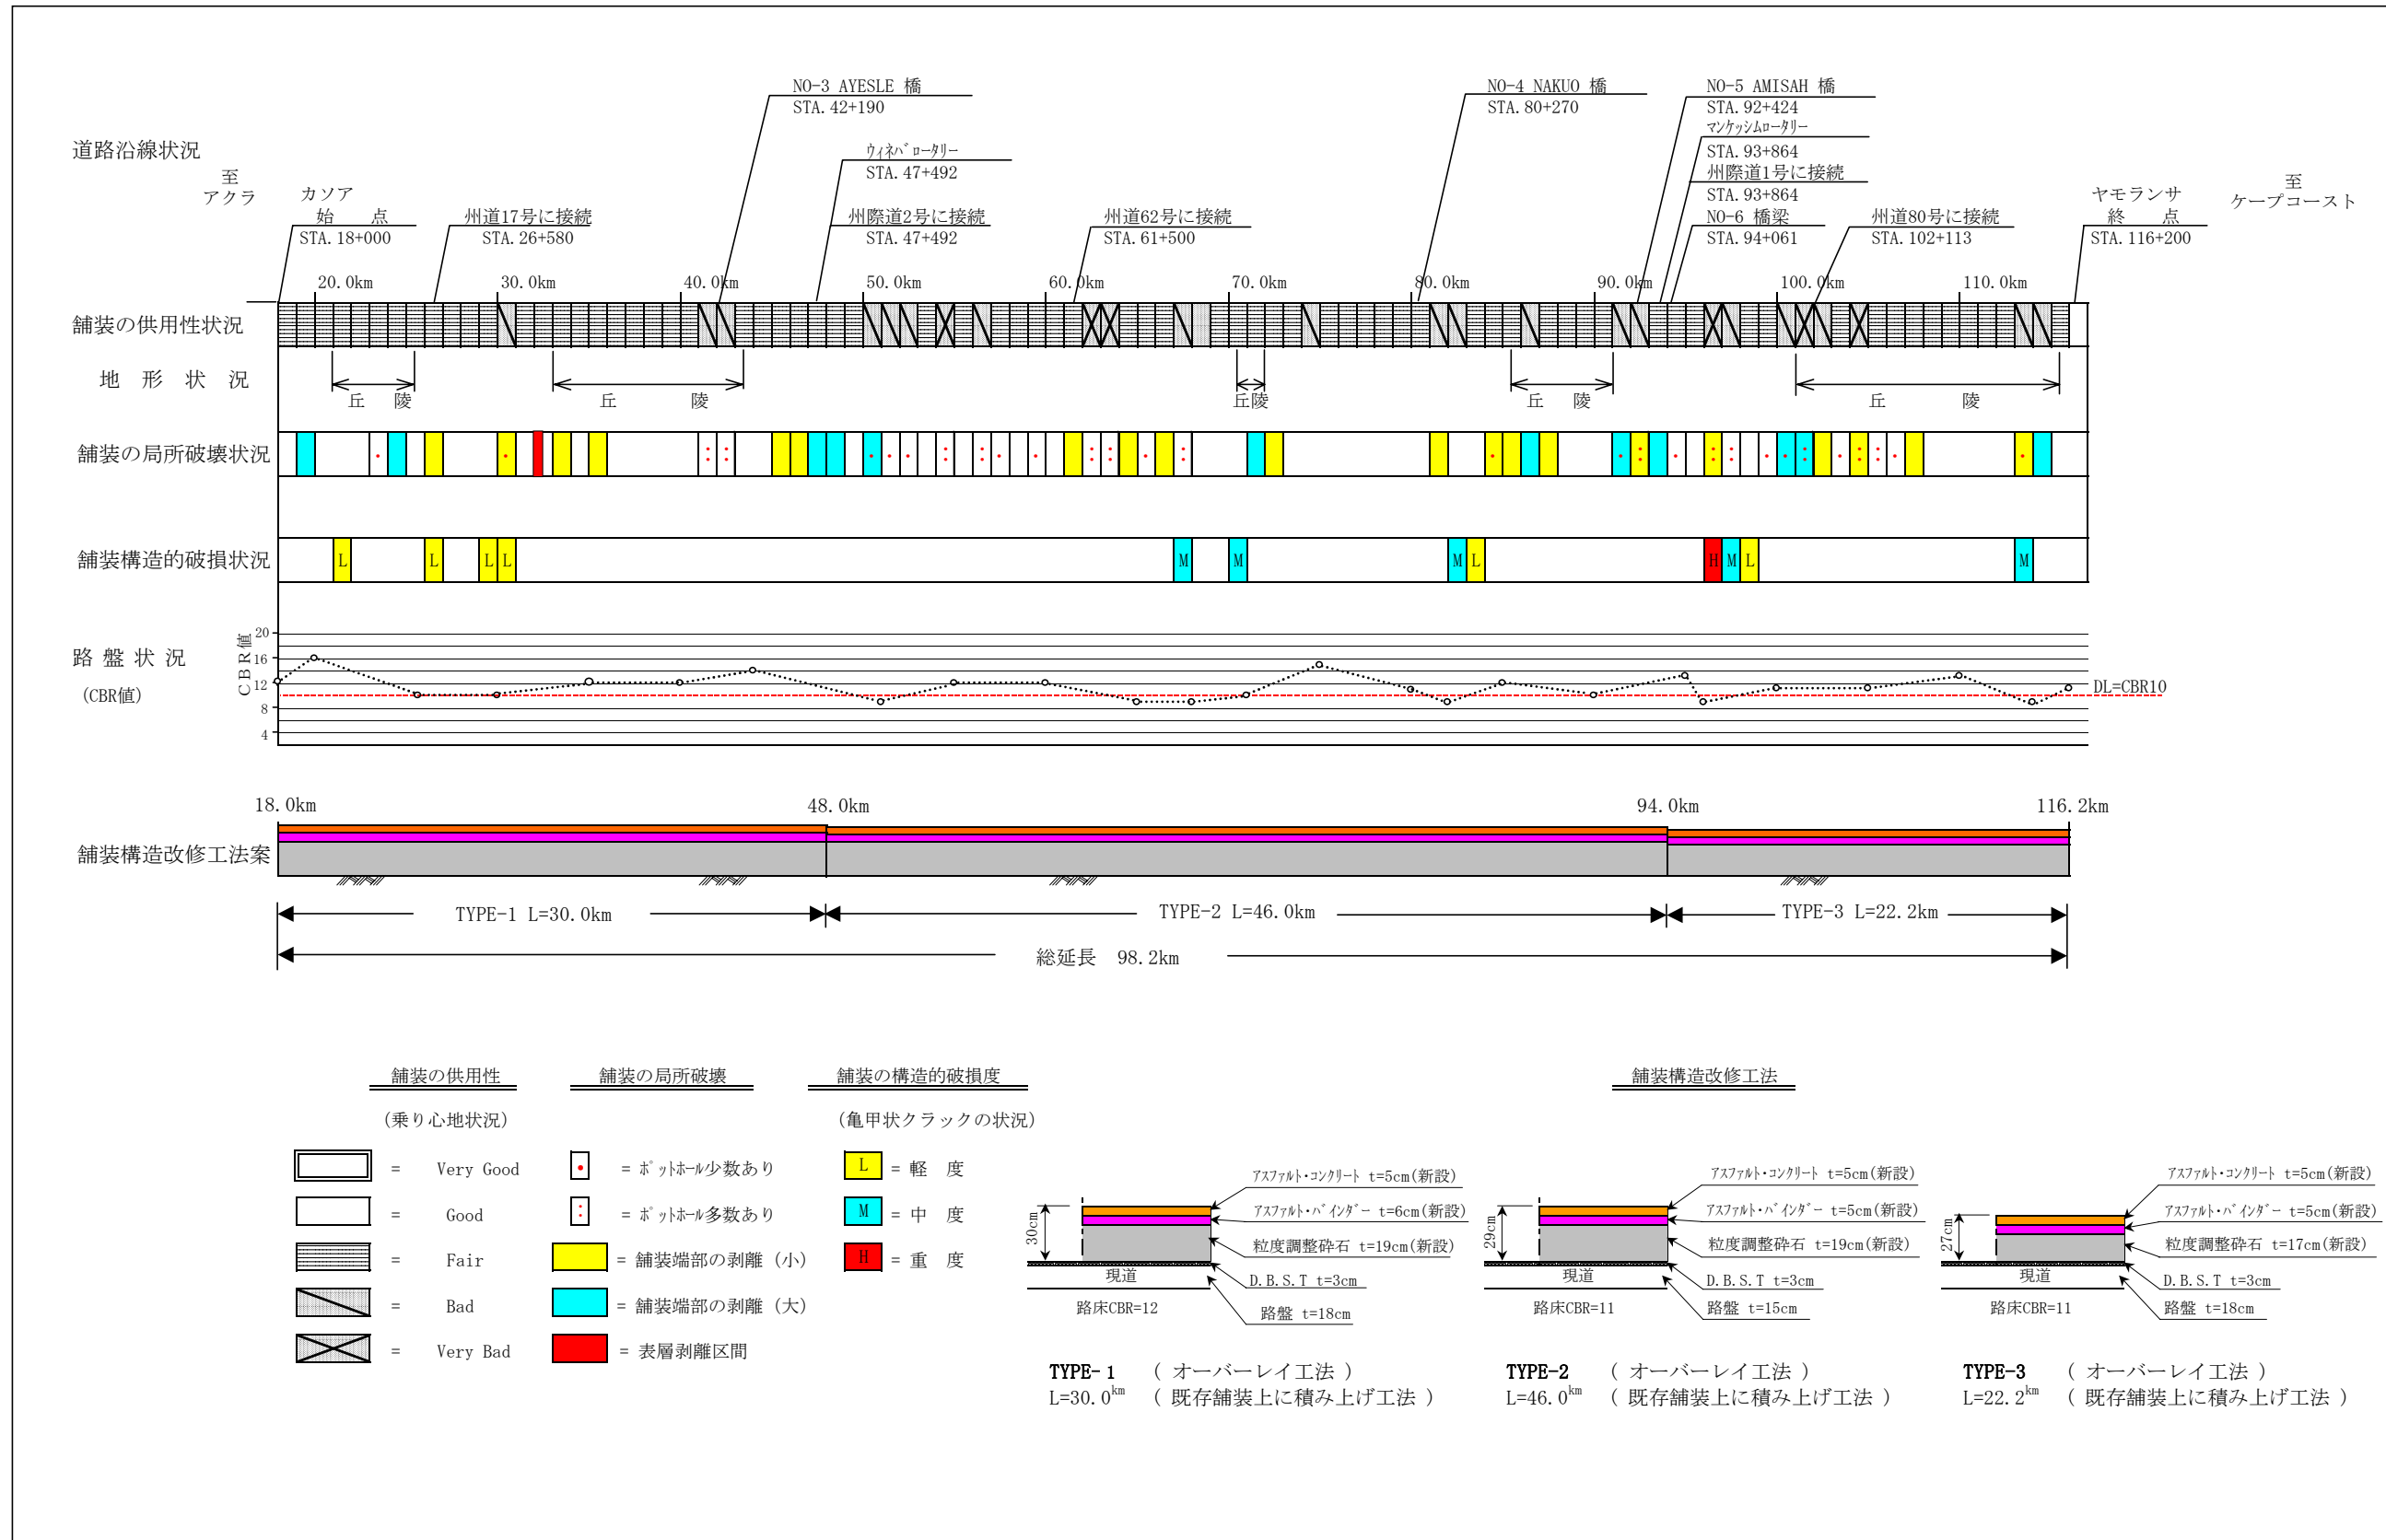 NO-3 AYESLE 橋
STA.42+190
NO-4 NAKUO 橋
STA.80+270
NO-5 AMISAH 橋
STA.92+424
マンケッシムロータリー
STA.93+864
州際道1号に接続
STA.93+864
NO-6 橋梁
STA.94+061
道路沿線状況
ウィネバロータリー
STA.47+492
至
アクラ
カソア
始 点
STA.18+000
州道17号に接続
STA.26+580
州際道2号に接続
STA.47+492
州道62号に接続
STA.61+500
州道80号に接続
STA.102+113
ヤモランサ
終 点
STA.116+200
至
ケープコースト
20.0km 30.0km 40.0km 50.0km 60.0km 70.0km 80.0km 90.0km 100.0km 110.0km
舗装の供用性状況
地 形 状 況
丘 陵 丘 陵 丘陵 丘 陵 丘 陵
舗装の局所破壊状況
舗装構造的破損状況
L L L L M M M L H M L M
路 盤 状 況
(CBR値)
CBR値
20
16
12
8
4
DL=CBR10
18.0km 48.0km 94.0km 116.2km
舗装構造改修工法案
TYPE-1 L=30.0km TYPE-2 L=46.0km TYPE-3 L=22.2km
総延長 98.2km
舗装の供用性
(乗り心地状況)
= Very Good
= Good
= Fair
= Bad
= Very Bad
舗装の局所破壊
= ポットホール少数あり
= ポットホール多数あり
= 舗装端部の剥離(小)
= 舗装端部の剥離(大)
= 表層剥離区間
舗装の構造的破損度
(亀甲状クラックの状況)
L = 軽 度
M = 中 度
H = 重 度
舗装構造改修工法
30cm
アスファルト・コンクリート t=5cm(新設)
アスファルト・バインダー t=6cm(新設)
粒度調整砕石 t=19cm(新設)
現道
D.B.S.T t=3cm
路床CBR=12
路盤 t=18cm
TYPE-1 ( オーバーレイ工法 )
L=30.0km ( 既存舗装上に積み上げ工法 )
29cm
アスファルト・コンクリート t=5cm(新設)
アスファルト・バインダー t=5cm(新設)
粒度調整砕石 t=19cm(新設)
現道
D.B.S.T t=3cm
路床CBR=11
路盤 t=15cm
TYPE-2 ( オーバーレイ工法 )
L=46.0km ( 既存舗装上に積み上げ工法 )
27cm
アスファルト・コンクリート t=5cm(新設)
アスファルト・バインダー t=5cm(新設)
粒度調整砕石 t=17cm(新設)
現道
D.B.S.T t=3cm
路床CBR=11
路盤 t=18cm
TYPE-3 ( オーバーレイ工法 )
L=22.2km ( 既存舗装上に積み上げ工法 )